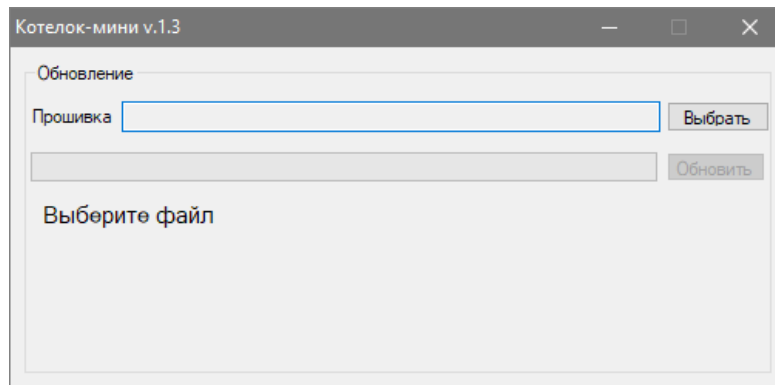 Котелок-мини v.1.3
Обновление
Прошивка Выбрать
Обновить
Выберите файл